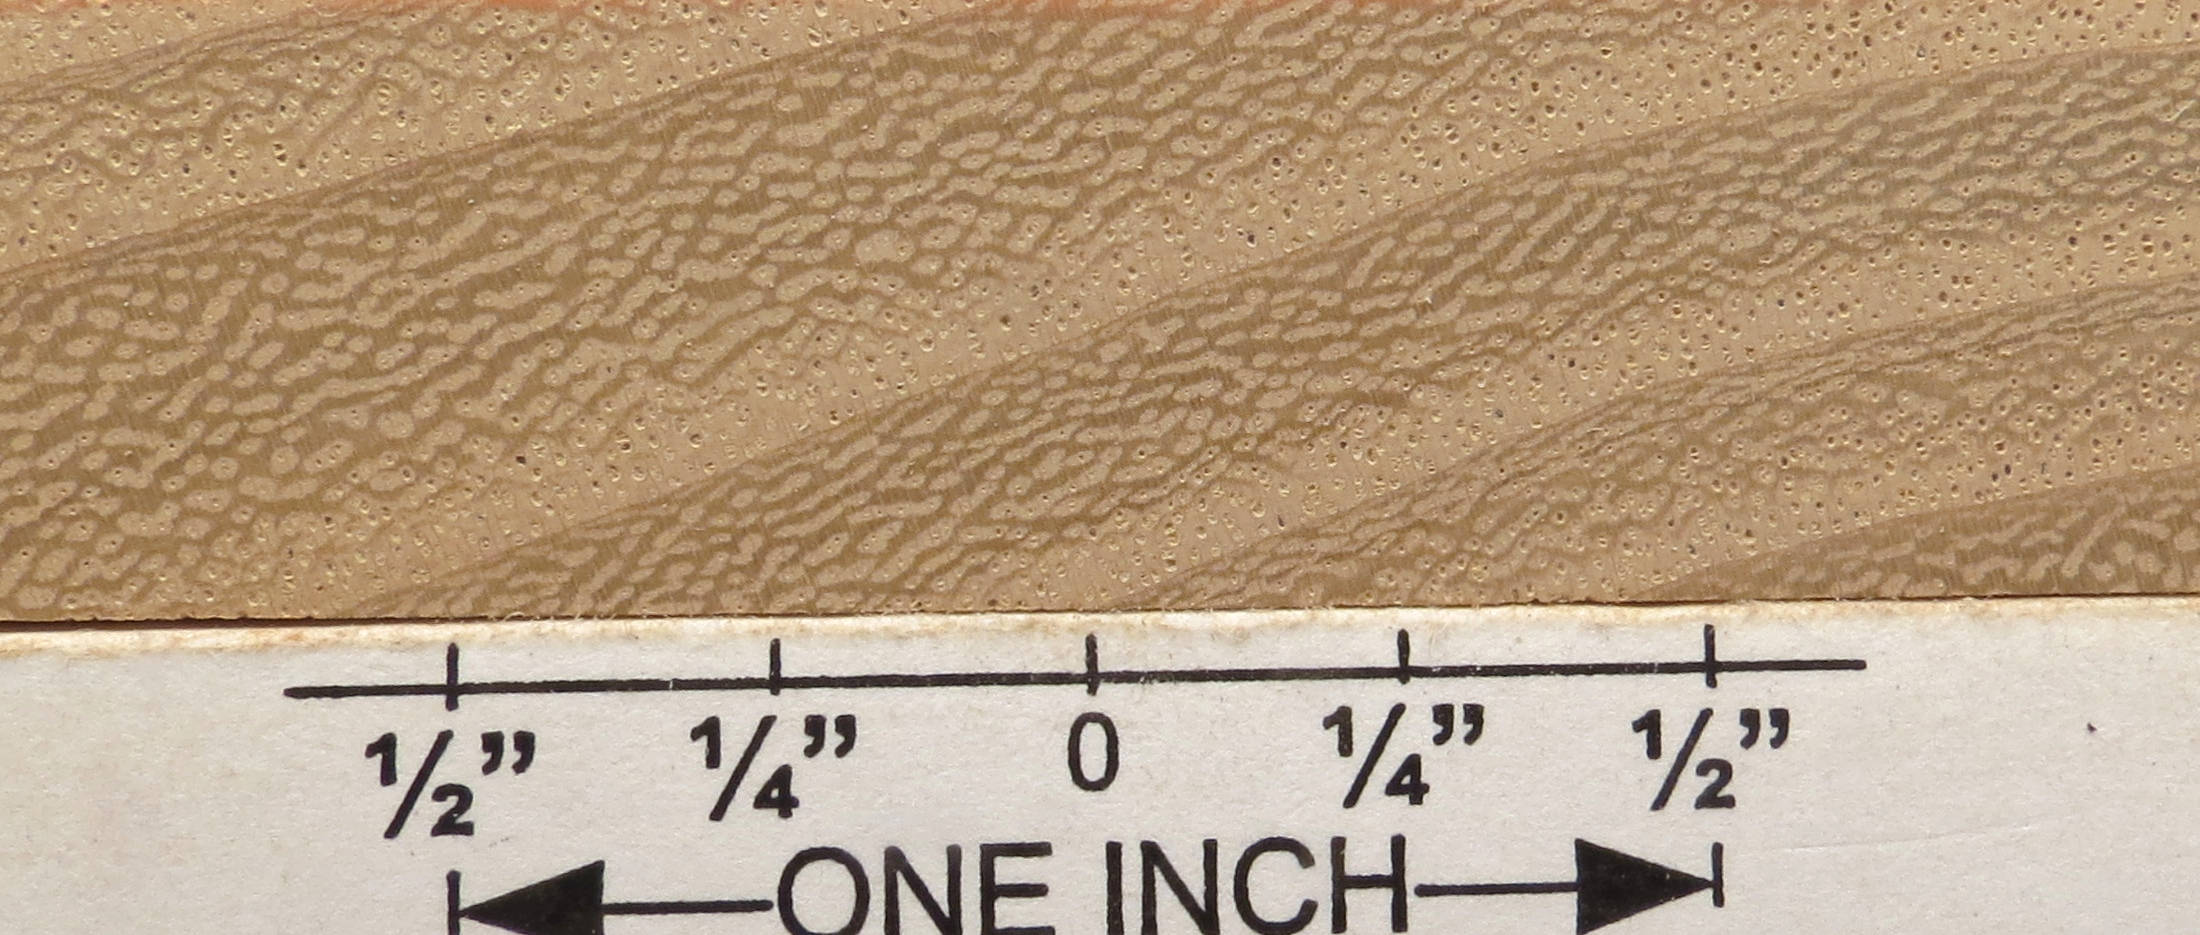 ½” ¼” 0 ¼” ½”
ONE INCH